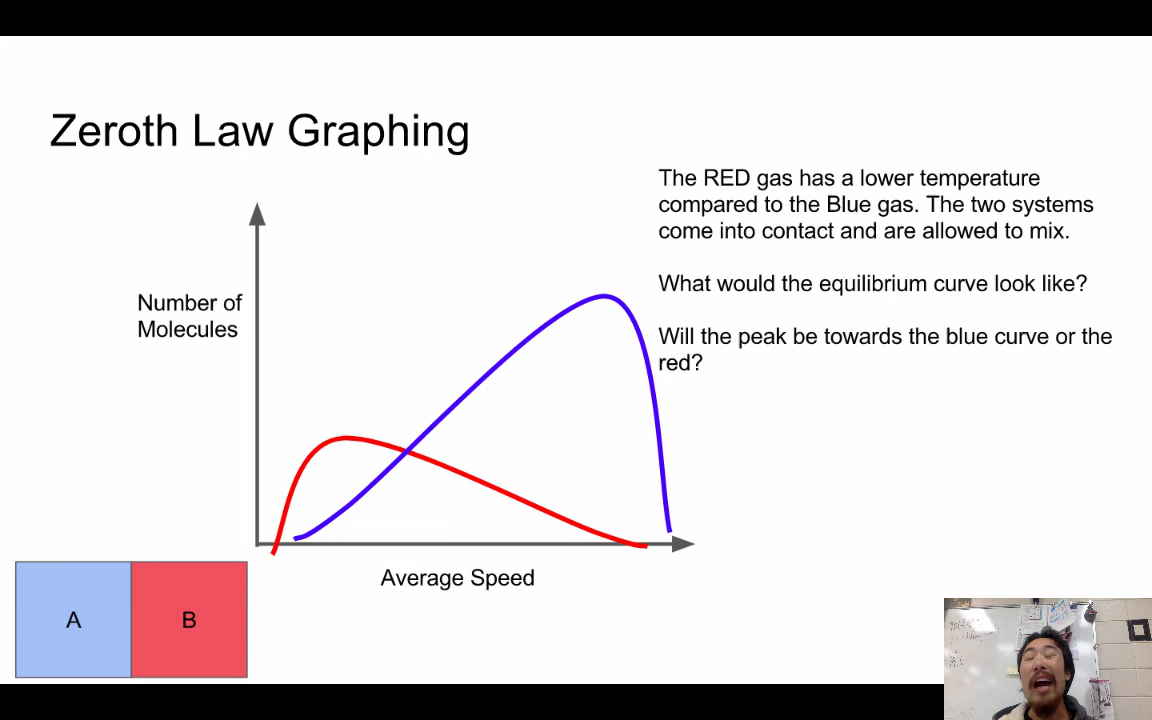 Zeroth Law Graphing
The RED gas has a lower temperature
compared to the Blue gas. The two systems
come into contact and are allowed to mix.
What would the equilibrium curve look like?
Will the peak be towards the blue curve or the
red?
Number of
Molecules
Average Speed
A
B